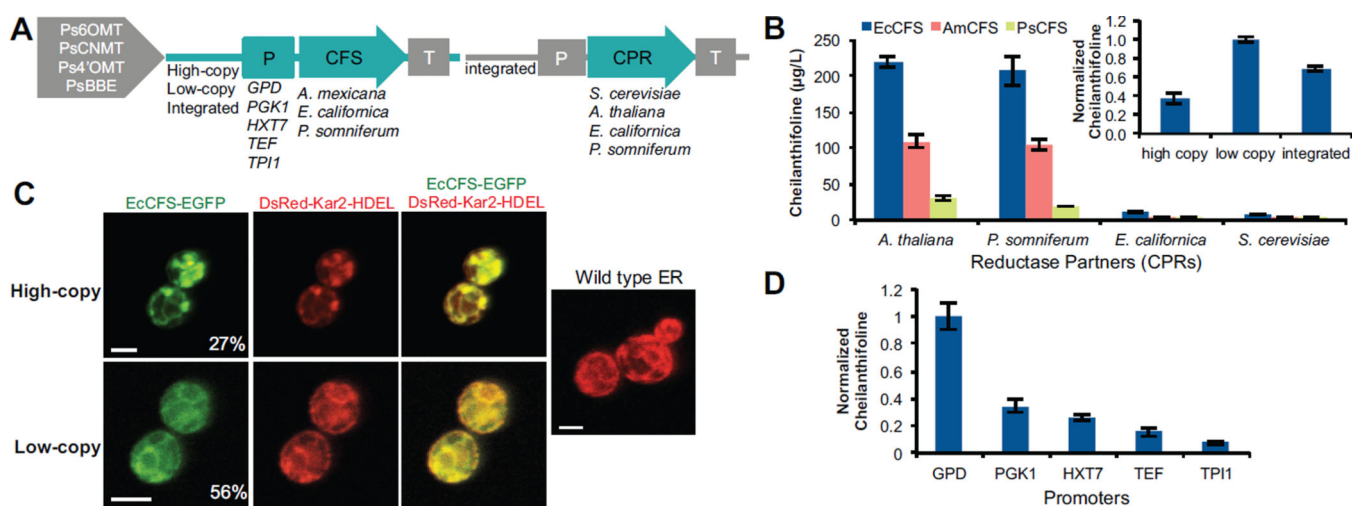 A
Ps6OMT
PsCNMT
Ps4'OMT
PsBBE
High-copy
Low-copy
Integrated
P
GPD
PGK1
HXT7
TEF
TPI1
CFS
A. mexicana
E. californica
P. somniferum
T
integrated
P
CPR
S. cerevisiae
A. thaliana
E. californica
P. somniferum
T
B
EcCFS AmCFS PsCFS
Cheilanthifoline (µg/L)
250
200
150
100
50
0
A. thaliana P. somniferum E. californica S. cerevisiae
Reductase Partners (CPRs)
Normalized
Cheilanthifoline
1.4
1.2
1.0
0.8
0.6
0.4
0.2
0
high copy low copy integrated
C
EcCFS-EGFP
DsRed-Kar2-HDEL
EcCFS-EGFP
DsRed-Kar2-HDEL
High-copy
27%
Wild type ER
Low-copy
56%
D
Normalized
Cheilanthifoline
1.2
1
0.8
0.6
0.4
0.2
0
GPD PGK1 HXT7 TEF TPI1
Promoters